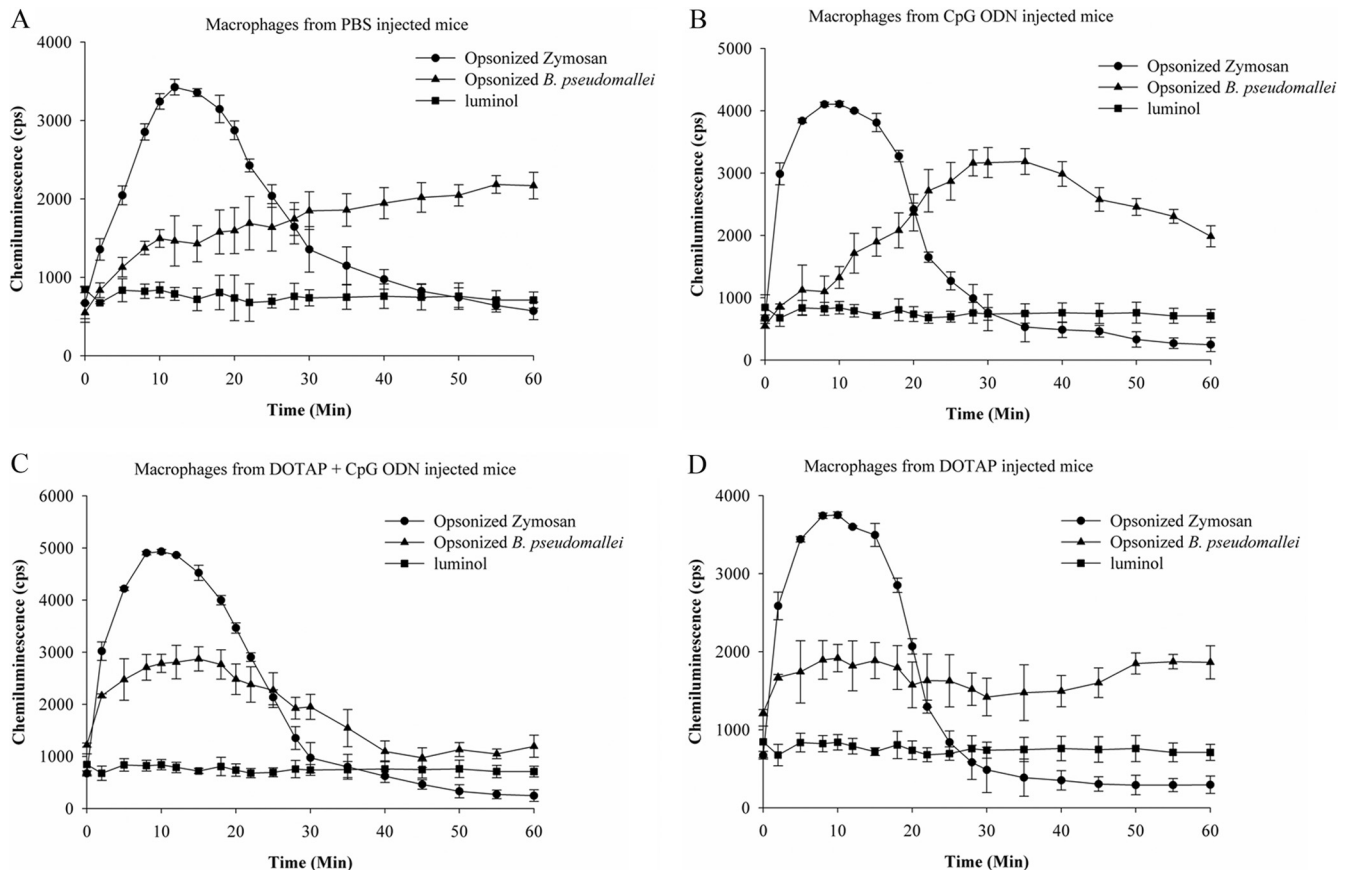 A
Macrophages from PBS injected mice
4000
3000
2000
1000
0
Chemiluminescence (cps)
Opsonized Zymosan
Opsonized B. pseudomallei
luminol
0 10 20 30 40 50 60
Time (Min)
B
Macrophages from CpG ODN injected mice
5000
4000
3000
2000
1000
0
Chemiluminescence (cps)
Opsonized Zymosan
Opsonized B. pseudomallei
luminol
0 10 20 30 40 50 60
Time (Min)
C
Macrophages from DOTAP + CpG ODN injected mice
6000
5000
4000
3000
2000
1000
0
Chemiluminescence (cps)
Opsonized Zymosan
Opsonized B. pseudomallei
luminol
0 10 20 30 40 50 60
Time (Min)
D
Macrophages from DOTAP injected mice
4000
3000
2000
1000
0
Chemiluminescence (cps)
Opsonized Zymosan
Opsonized B. pseudomallei
luminol
0 10 20 30 40 50 60
Time (Min)